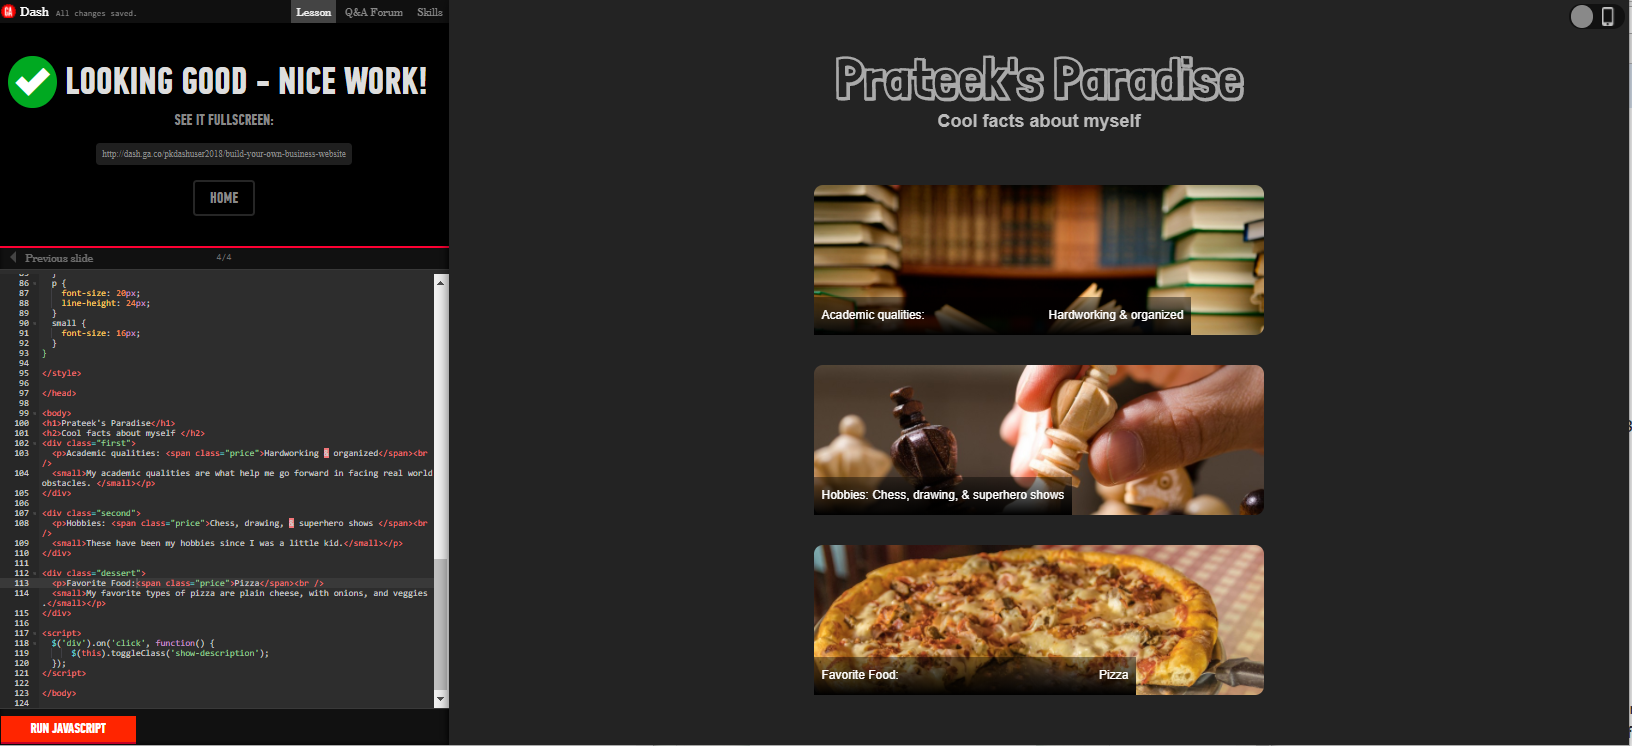 GA Dash All changes saved. Lesson Q&A Forum Skills
LOOKING GOOD - NICE WORK!
SEE IT FULLSCREEN:
http://dash.ga.co/pkdashuser2018/build-your-own-business-website
HOME
Previous slide 4/4
85 }
86 p {
87 font-size: 20px;
88 line-height: 24px;
89 }
90 small {
91 font-size: 16px;
92 }
93 }
94
95 </style>
96
97 </head>
98
99 <body>
100 <h1>Prateek's Paradise</h1>
101 <h2>Cool facts about myself </h2>
102 <div class="first">
103 <p>Academic qualities: <span class="price">Hardworking & organized</span><br
/>
104 <small>My academic qualities are what help me go forward in facing real world
obstacles. </small></p>
105 </div>
106
107 <div class="second">
108 <p>Hobbies: <span class="price">Chess, drawing, & superhero shows </span><br
/>
109 <small>These have been my hobbies since I was a little kid.</small></p>
110 </div>
111
112 <div class="dessert">
113 <p>Favorite Food:<span class="price">Pizza</span><br />
114 <small>My favorite types of pizza are plain cheese, with onions, and veggies
.</small></p>
115 </div>
116
117 <script>
118 $('div').on('click', function() {
119 $(this).toggleClass('show-description');
120 });
121 </script>
122
123 </body>
124
RUN JAVASCRIPT
Prateek's Paradise
Cool facts about myself
Academic qualities: Hardworking & organized
Hobbies: Chess, drawing, & superhero shows
Favorite Food: Pizza